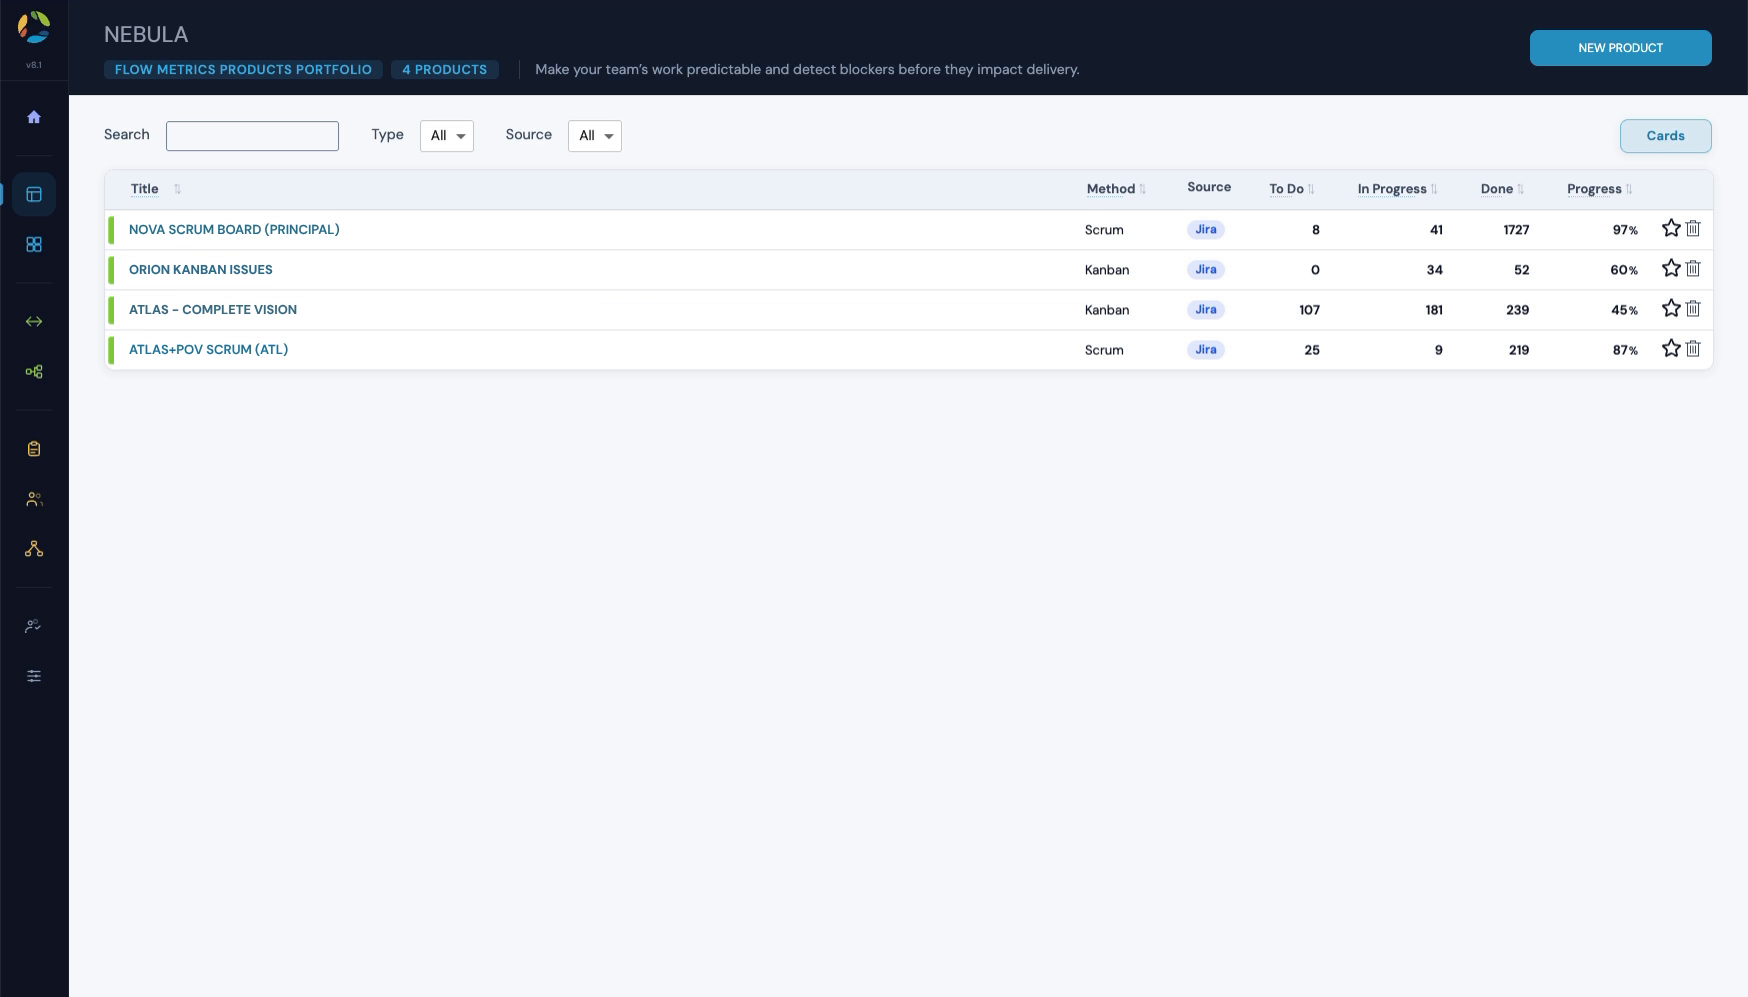 NEBULA
v8.1
FLOW METRICS PRODUCTS PORTFOLIO 4 PRODUCTS Make your team's work predictable and detect blockers before they impact delivery.
NEW PRODUCT
Search Type All Source All Cards
Title Method Source To Do In Progress Done Progress
NOVA SCRUM BOARD (PRINCIPAL) Scrum Jira 8 41 1727 97%
ORION KANBAN ISSUES Kanban Jira 0 34 52 60%
ATLAS - COMPLETE VISION Kanban Jira 107 181 239 45%
ATLAS+POV SCRUM (ATL) Scrum Jira 25 9 219 87%